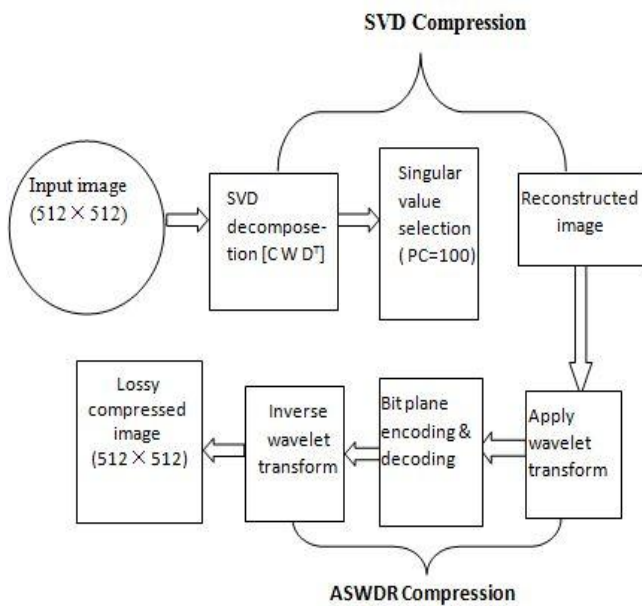 SVD Compression
Input image
(512 × 512)
SVD
decompose-
tion [C W Dᵀ]
Singular
value
selection
( PC=100)
Reconstructed
image
Lossy
compressed
image
(512 × 512)
Inverse
wavelet
transform
Bit plane
encoding &
decoding
Apply
wavelet
transform
ASWDR Compression